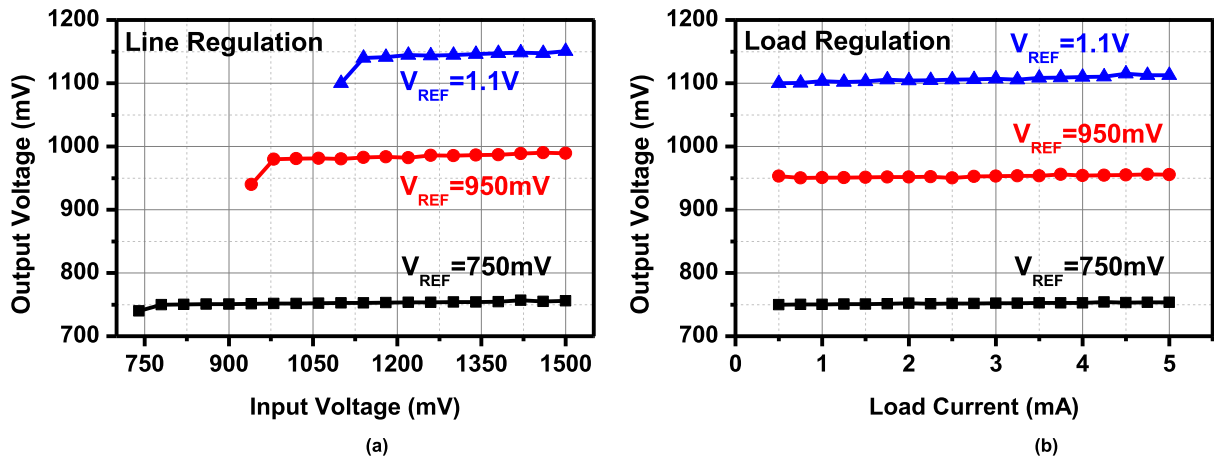 Line Regulation
V_REF=1.1V
V_REF=950mV
V_REF=750mV
Output Voltage (mV)
1200
1100
1000
900
800
700
750 900 1050 1200 1350 1500
Input Voltage (mV)
(a)
Load Regulation
V_REF=1.1V
V_REF=950mV
V_REF=750mV
Output Voltage (mV)
1200
1100
1000
900
800
700
0 1 2 3 4 5
Load Current (mA)
(b)